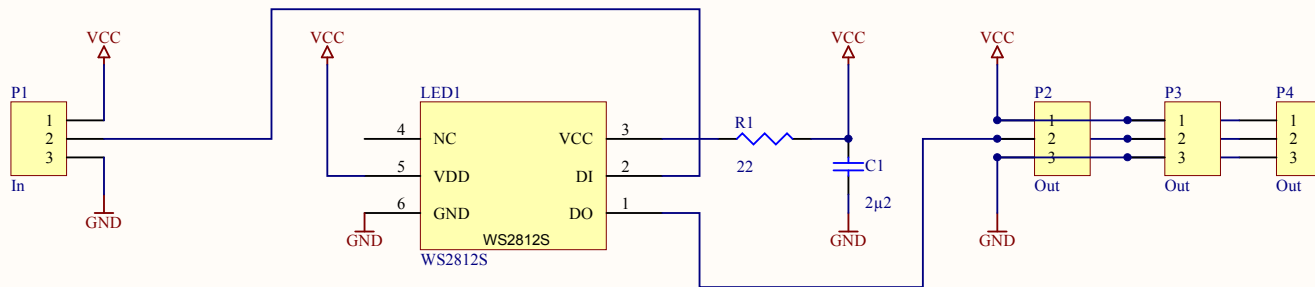 VCC
P1
1
2
3
In
GND
VCC
LED1
4 NC VCC 3
5 VDD DI 2
6 GND DO 1
WS2812S
WS2812S
GND
R1
22
VCC
C1
2µ2
GND
VCC
P2
1
2
3
Out
GND
P3
1
2
3
Out
P4
1
2
3
Out